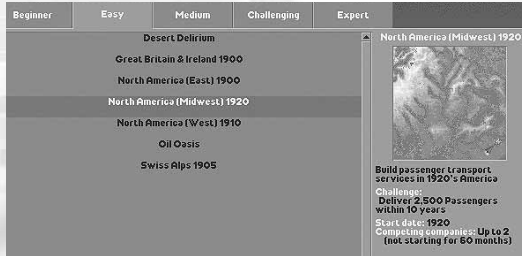 Beginner
Easy
Medium
Challenging
Expert
Desert Delirium
Great Britain & Ireland 1900
North America (East) 1900
North America (Midwest) 1920
North America (West) 1910
Oil Oasis
Swiss Alps 1905
North America (Midwest) 1920
Build passenger transport
services in 1920's America
Challenge:
Deliver 2,500 Passengers
within 10 years
Start date: 1920
Competing companies: Up to 2
(not starting for 60 months)